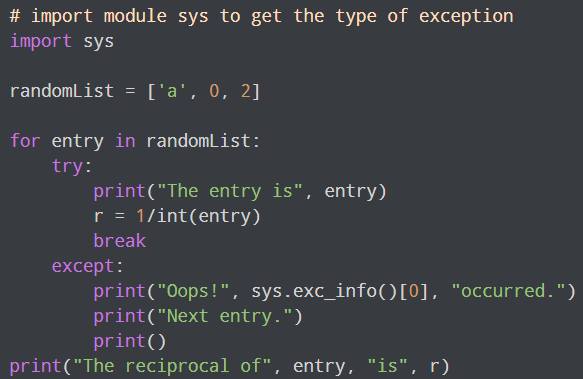 # import module sys to get the type of exception
import sys

randomList = ['a', 0, 2]

for entry in randomList:
    try:
        print("The entry is", entry)
        r = 1/int(entry)
        break
    except:
        print("Oops!", sys.exc_info()[0], "occurred.")
        print("Next entry.")
        print()
print("The reciprocal of", entry, "is", r)